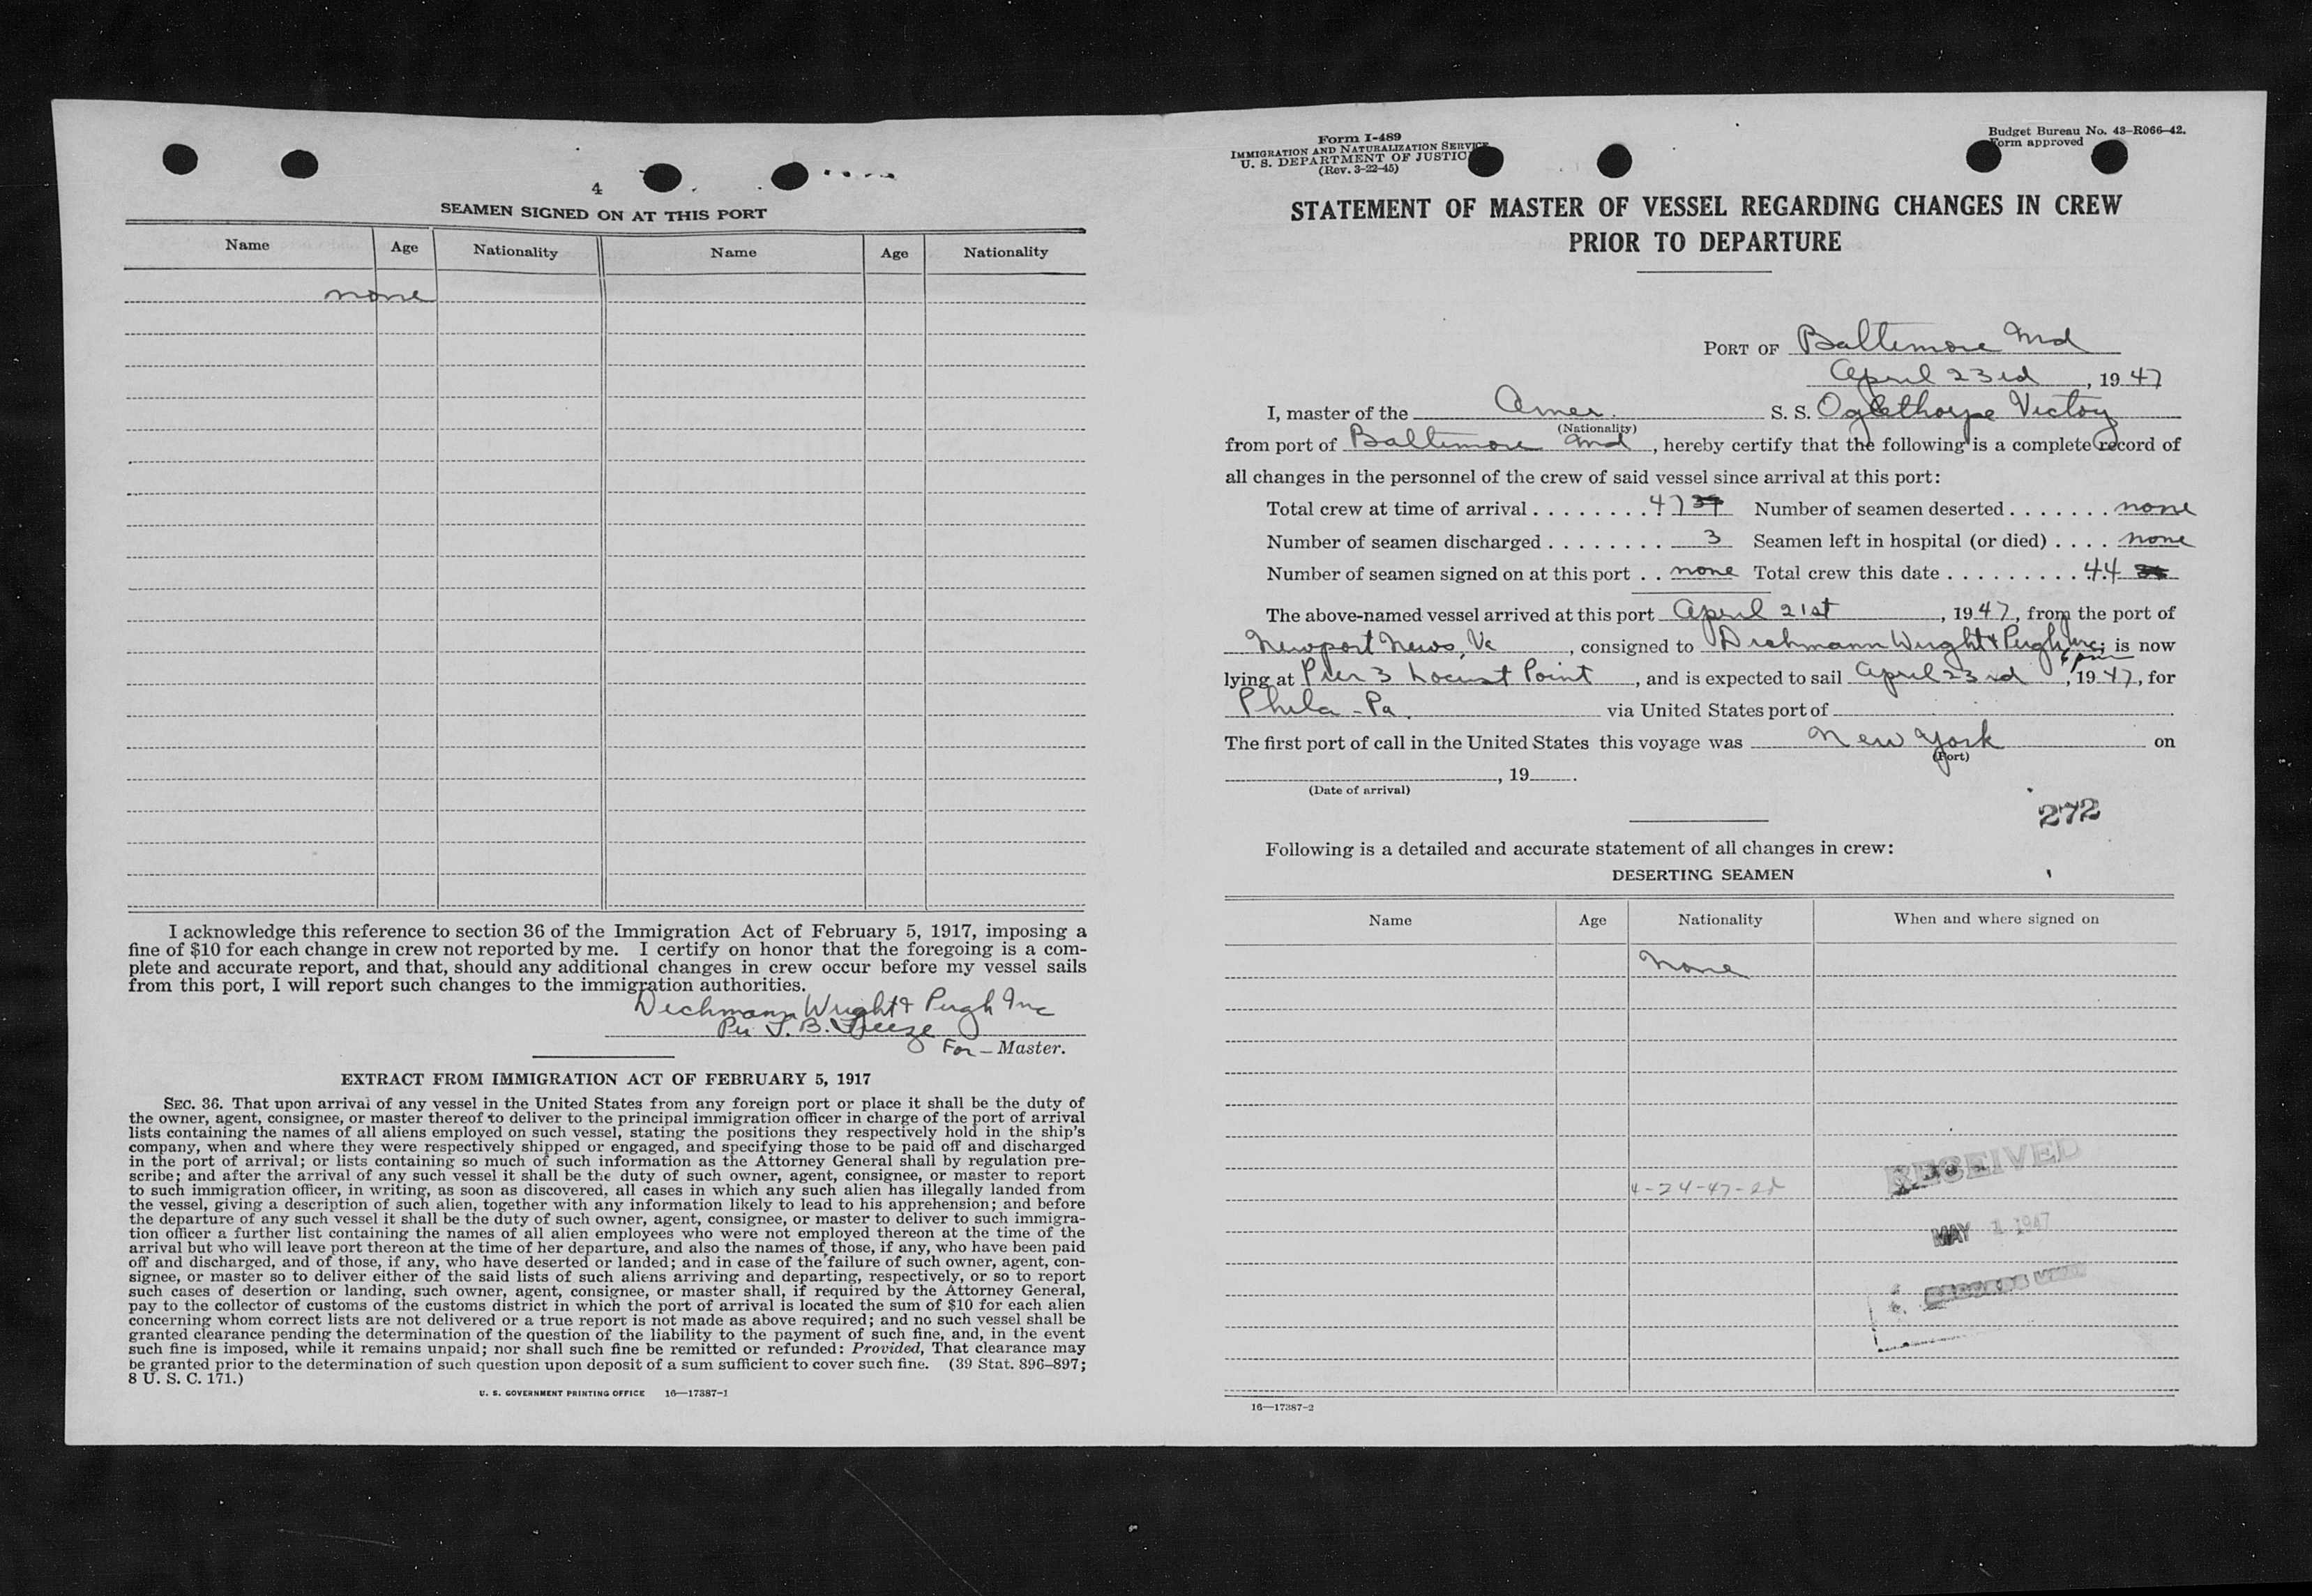 4
SEAMEN SIGNED ON AT THIS PORT
Name Age Nationality Name Age Nationality
none
I acknowledge this reference to section 36 of the Immigration Act of February 5, 1917, imposing a
fine of $10 for each change in crew not reported by me. I certify on honor that the foregoing is a com-
plete and accurate report, and that, should any additional changes in crew occur before my vessel sails
from this port, I will report such changes to the immigration authorities.
Dichmann Wright & Pugh Inc
Per J. B. Freeze
For — Master.
EXTRACT FROM IMMIGRATION ACT OF FEBRUARY 5, 1917
SEC. 36. That upon arrival of any vessel in the United States from any foreign port or place it shall be the duty of
the owner, agent, consignee, or master thereof to deliver to the principal immigration officer in charge of the port of arrival
lists containing the names of all aliens employed on such vessel, stating the positions they respectively hold in the ship's
company, when and where they were respectively shipped or engaged, and specifying those to be paid off and discharged
in the port of arrival; or lists containing so much of such information as the Attorney General shall by regulation pre-
scribe; and after the arrival of any such vessel it shall be the duty of such owner, agent, consignee, or master to report
to such immigration officer, in writing, as soon as discovered, all cases in which any such alien has illegally landed from
the vessel, giving a description of such alien, together with any information likely to lead to his apprehension; and before
the departure of any such vessel it shall be the duty of such owner, agent, consignee, or master to deliver to such immigra-
tion officer a further list containing the names of all alien employees who were not employed thereon at the time of the
arrival but who will leave port thereon at the time of her departure, and also the names of those, if any, who have been paid
off and discharged, and of those, if any, who have deserted or landed; and in case of the failure of such owner, agent, con-
signee, or master so to deliver either of the said lists of such aliens arriving and departing, respectively, or so to report
such cases of desertion or landing, such owner, agent, consignee, or master shall, if required by the Attorney General,
pay to the collector of customs of the customs district in which the port of arrival is located the sum of $10 for each alien
concerning whom correct lists are not delivered or a true report is not made as above required; and no such vessel shall be
granted clearance pending the determination of the question of the liability to the payment of such fine, and, in the event
such fine is imposed, while it remains unpaid; nor shall such fine be remitted or refunded: Provided, That clearance may
be granted prior to the determination of such question upon deposit of a sum sufficient to cover such fine. (39 Stat. 896–897;
8 U. S. C. 171.)
U. S. GOVERNMENT PRINTING OFFICE 16—17387-1
Form I-489
IMMIGRATION AND NATURALIZATION SERVICE
U. S. DEPARTMENT OF JUSTICE
(Rev. 3-22-45)
Budget Bureau No. 43-R066-42.
Form approved
STATEMENT OF MASTER OF VESSEL REGARDING CHANGES IN CREW
PRIOR TO DEPARTURE
PORT OF Baltimore Md
April 23rd, 1947
I, master of the Amer. S. S. Oglethorpe Victoy
(Nationality)
from port of Baltimore Md, hereby certify that the following is a complete record of
all changes in the personnel of the crew of said vessel since arrival at this port:
Total crew at time of arrival . . . . . . . . 47 Number of seamen deserted . . . . . . . none
Number of seamen discharged . . . . . . . . 3 Seamen left in hospital (or died) . . . . none
Number of seamen signed on at this port . . none Total crew this date . . . . . . . . . 44
The above-named vessel arrived at this port April 21st, 1947, from the port of
Newport News, Va, consigned to Dichmann Wright & Pugh Inc; is now
6 pm
lying at Pier 3 Locust Point, and is expected to sail April 23rd, 1947, for
Phila - Pa. via United States port of
The first port of call in the United States this voyage was New York on
(Port)
, 19 .
(Date of arrival)
272
Following is a detailed and accurate statement of all changes in crew:
DESERTING SEAMEN
Name Age Nationality When and where signed on
None
RECEIVED
4-24-47-
MAY 1 1947
16—17387-2